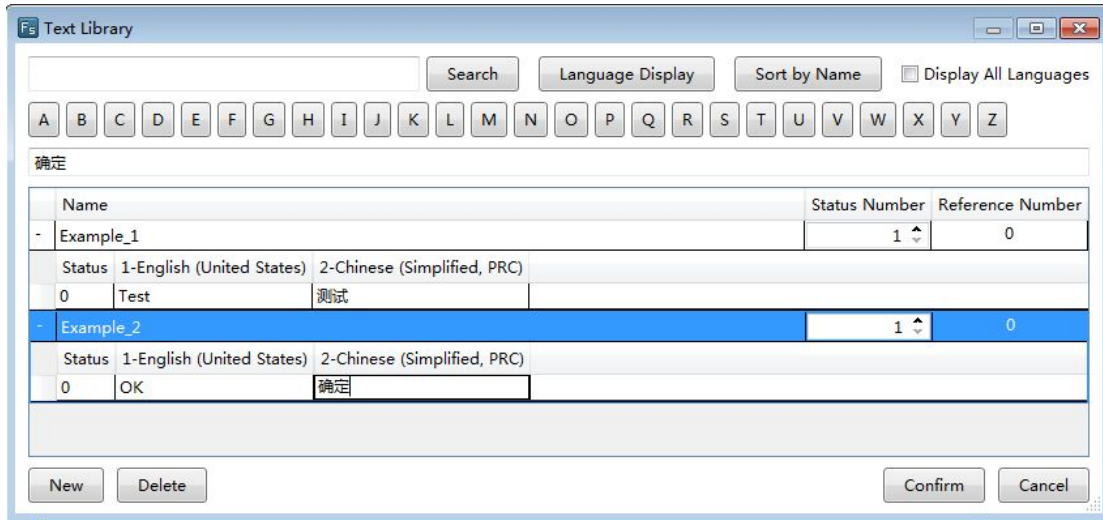 Fs Text Library
Search Language Display Sort by Name Display All Languages
A B C D E F G H I J K L M N O P Q R S T U V W X Y Z
确定
Name Status Number Reference Number
- Example_1 1 0
Status 1-English (United States) 2-Chinese (Simplified, PRC)
0 Test 测试
- Example_2 1 0
Status 1-English (United States) 2-Chinese (Simplified, PRC)
0 OK 确定
New Delete Confirm Cancel